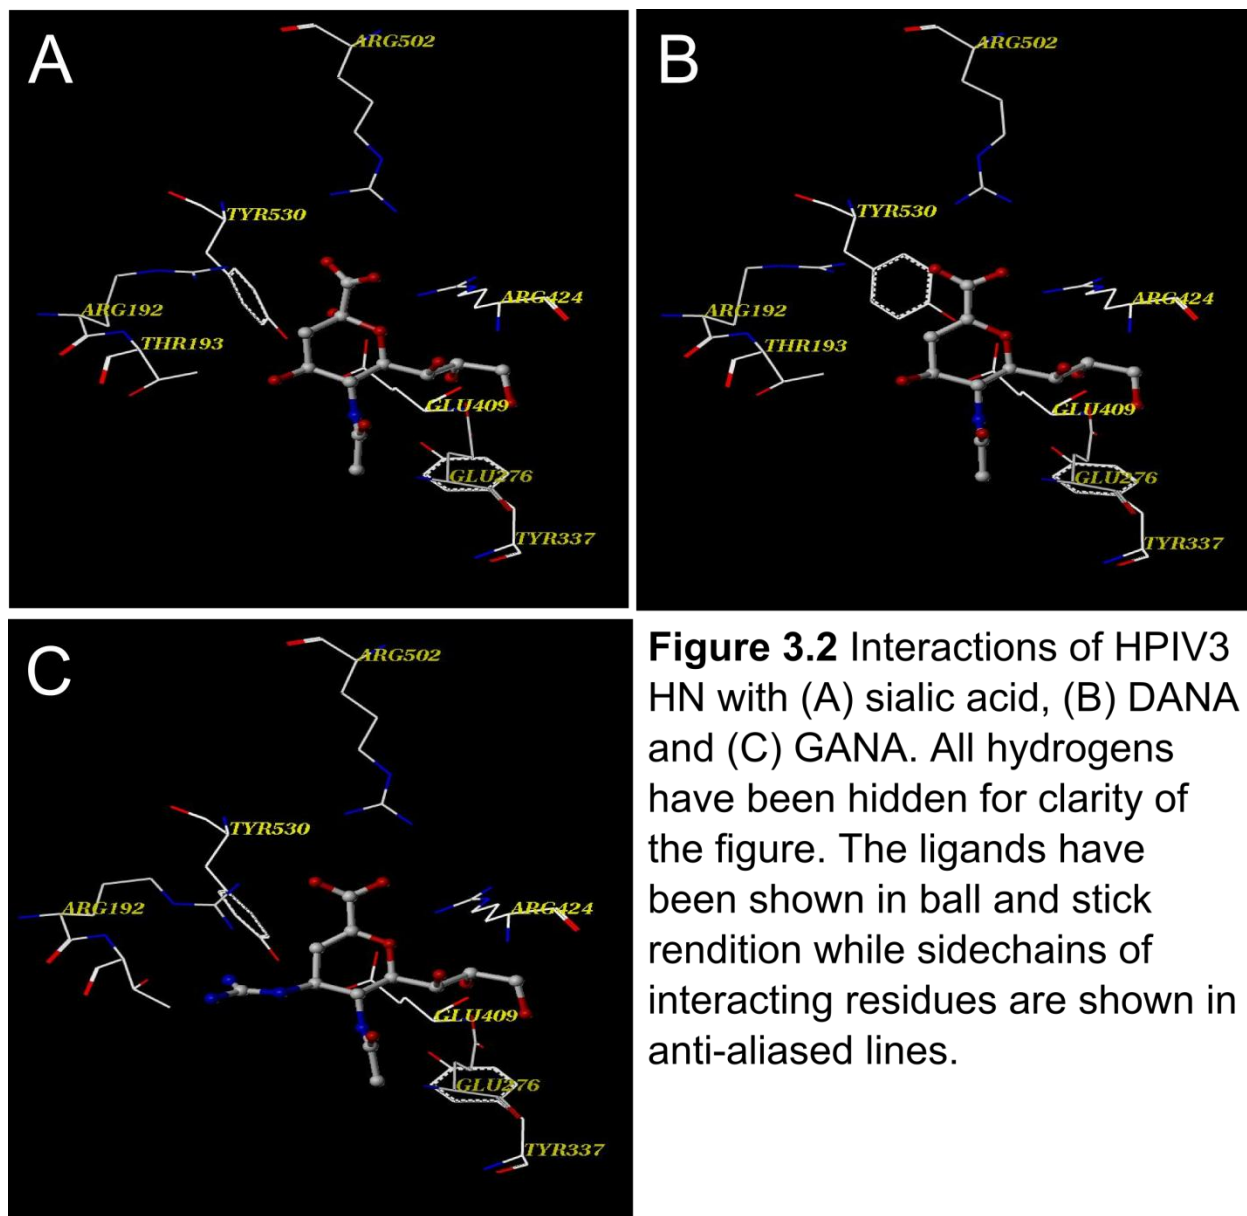 A
ARG502
TYR530
ARG192
THR193
ARG424
GLU409
GLU276
TYR337
B
ARG502
TYR530
ARG192
THR193
ARG424
GLU409
GLU276
TYR337
C
ARG502
TYR530
ARG192
ARG424
GLU409
GLU276
TYR337
Figure 3.2 Interactions of HPIV3
HN with (A) sialic acid, (B) DANA
and (C) GANA. All hydrogens
have been hidden for clarity of
the figure. The ligands have
been shown in ball and stick
rendition while sidechains of
interacting residues are shown in
anti-aliased lines.